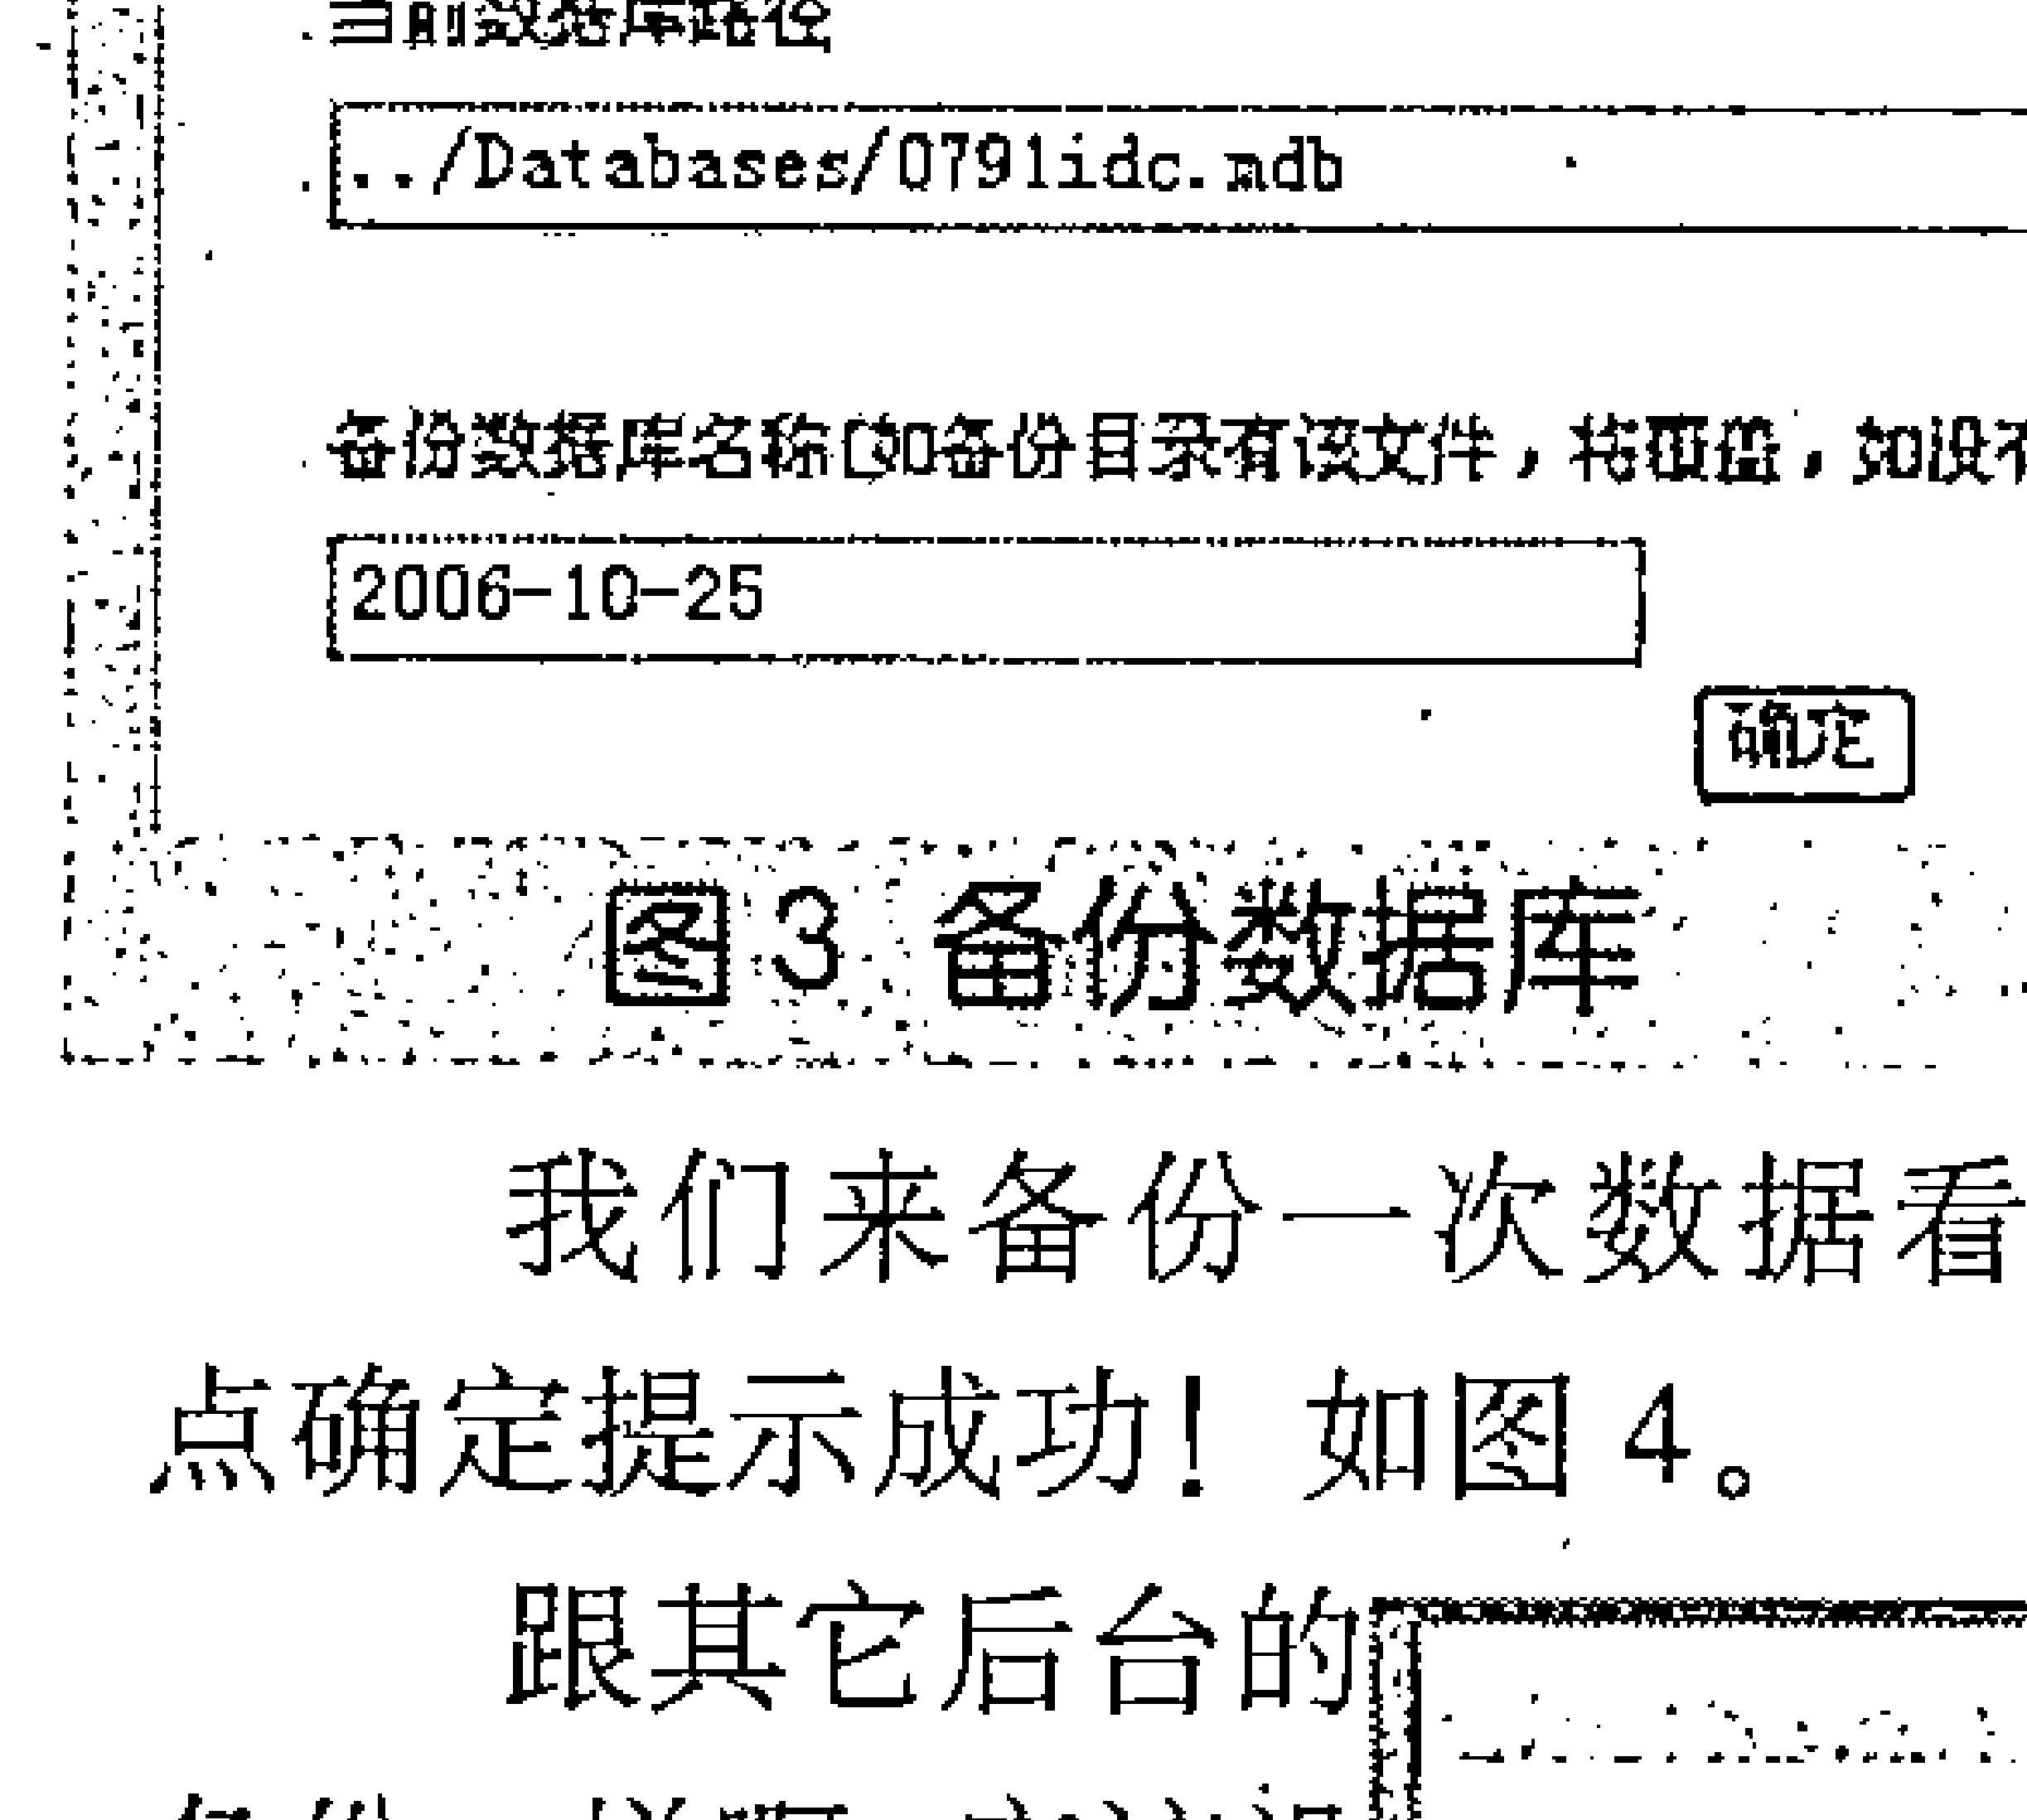 当前数据库路径
../Databases/0791idc.mdb
备份数据库名称[如备份目录有该文件，将覆盖，如没有
2006-10-25
确定
图3 备份数据库
我们来备份一次数据看
点确定提示成功！如图4。
跟其它后台的